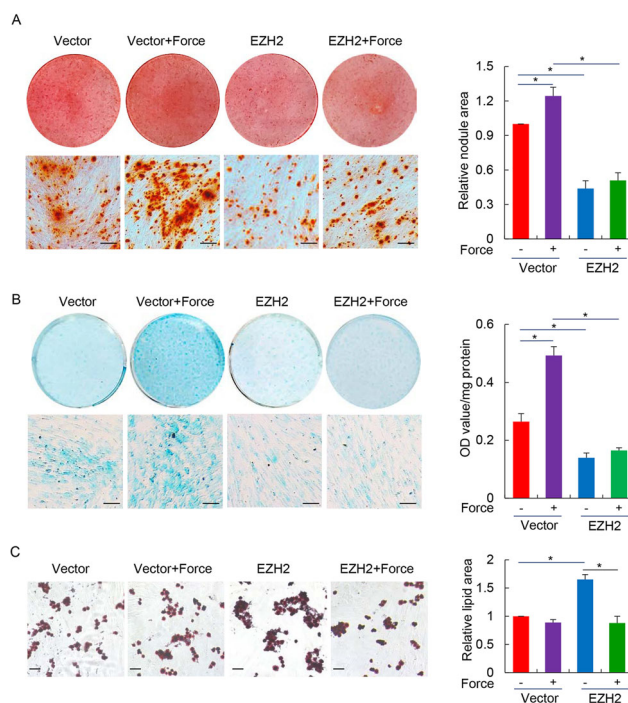 A
Vector Vector+Force EZH2 EZH2+Force
Relative nodule area
1.5
1.2
0.9
0.6
0.3
0
* * *
Force - + - +
Vector EZH2
B
Vector Vector+Force EZH2 EZH2+Force
OD value/mg protein
0.6
0.4
0.2
0
* * *
Force - + - +
Vector EZH2
C
Vector Vector+Force EZH2 EZH2+Force
Relative lipid area
2
1.5
1
0.5
0
* *
Force - + - +
Vector EZH2